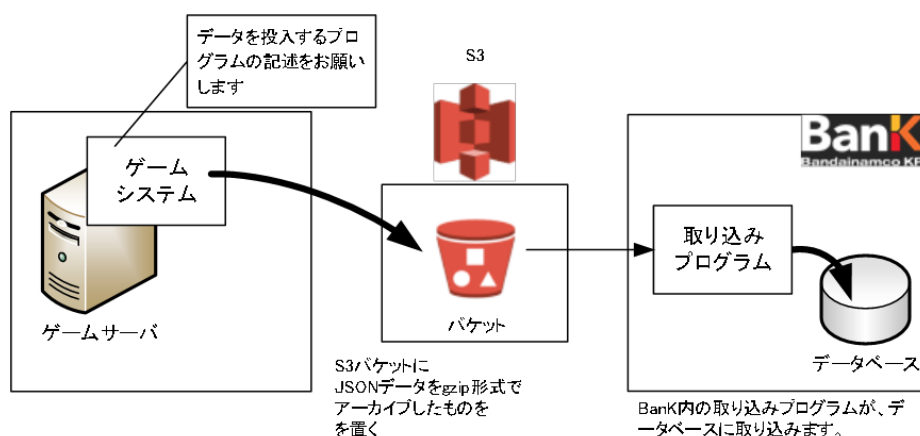 データを投入するプロ
グラムの記述をお願い
します
S3
BanK
Bandainamco KP
ゲーム
システム
ゲームサーバ
バケット
取り込み
プログラム
データベース
S3バケットに
JSONデータをgzip形式で
アーカイブしたものを
を置く
BanK内の取り込みプログラムが、デ
ータベースに取り込みます。